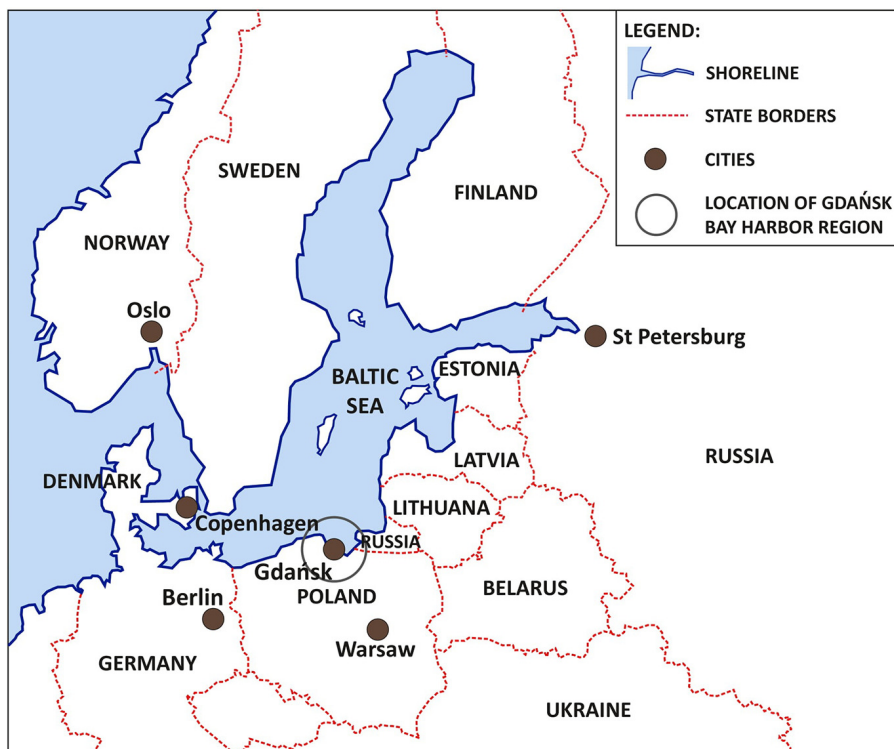 LEGEND:
SHORELINE
STATE BORDERS
CITIES
LOCATION OF GDAŃSK
BAY HARBOR REGION
SWEDEN
FINLAND
NORWAY
Oslo
St Petersburg
BALTIC
SEA
ESTONIA
RUSSIA
LATVIA
DENMARK
LITHUANA
Copenhagen
RUSSIA
Gdańsk
BELARUS
Berlin
POLAND
Warsaw
GERMANY
UKRAINE